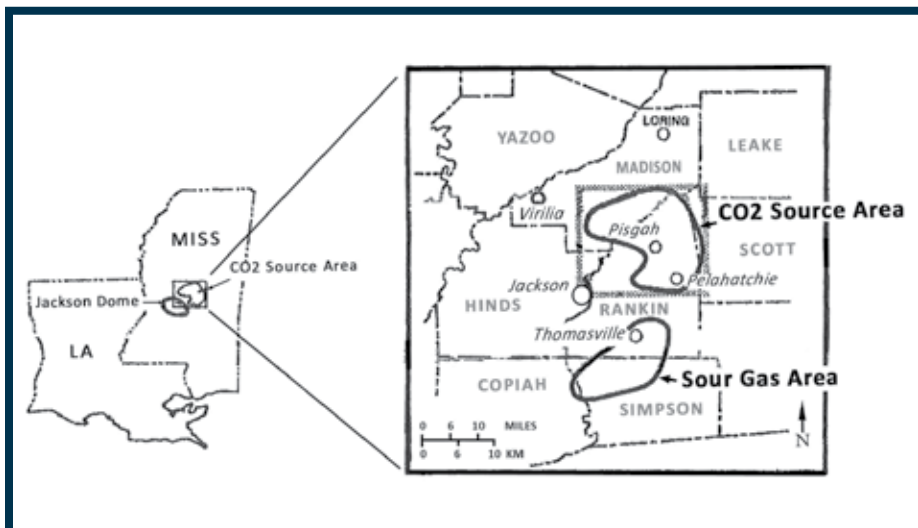 MISS
CO2 Source Area
Jackson Dome
LA
LORING
YAZOO
LEAKE
MADISON
Virilia
CO2 Source Area
Pisgah
SCOTT
Pelahatchie
Jackson
HINDS
RANKIN
Thomasville
COPIAH
Sour Gas Area
SIMPSON
0 6 10 MILES
0 6 10 KM
N